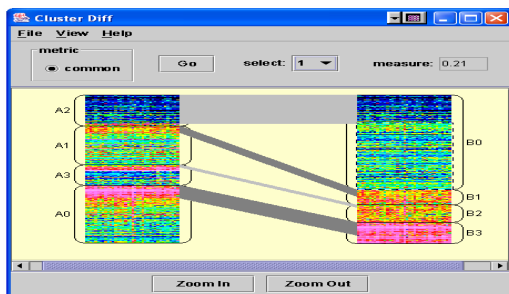 Cluster Diff
File View Help
metric
common
Go
select: 1
measure: 0.21
A2
A1
A3
A0
B0
B1
B2
B3
Zoom In Zoom Out